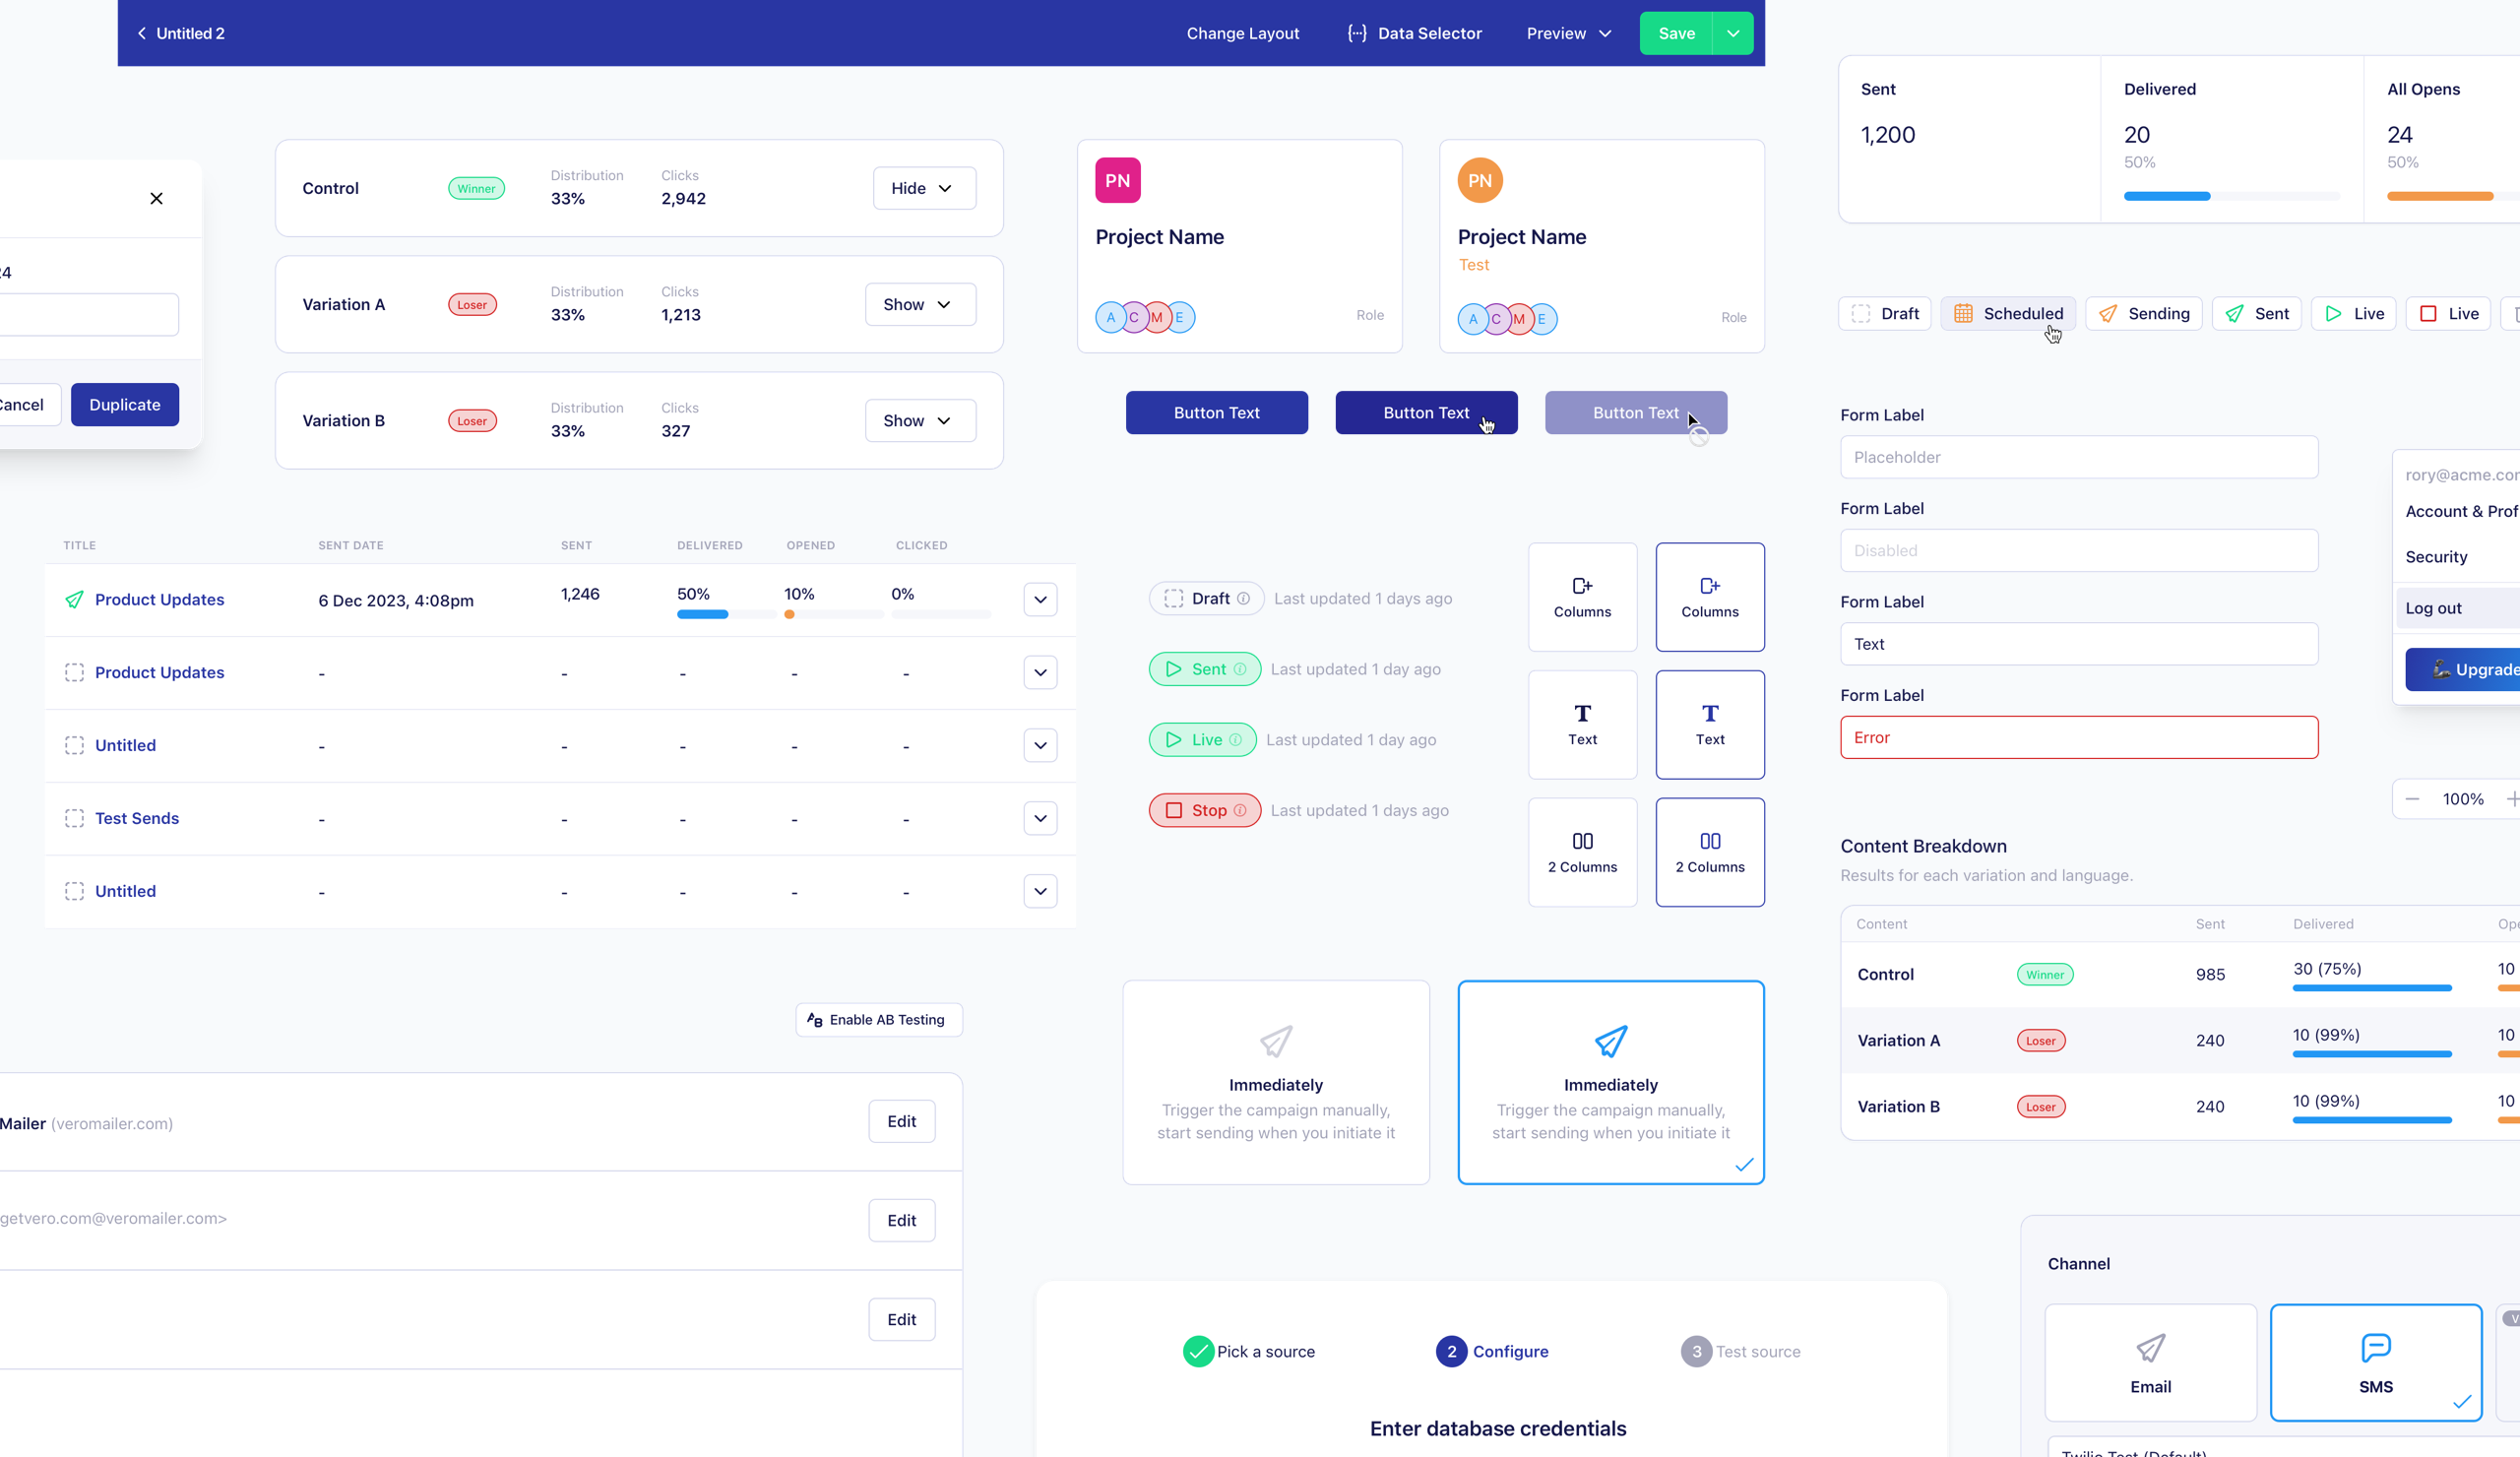 Untitled 2
Change Layout
Data Selector
Preview
Save
Control
Winner
Distribution
33%
Clicks
2,942
Hide
Variation A
Loser
Distribution
33%
Clicks
1,213
Show
Variation B
Loser
Distribution
33%
Clicks
327
Show
24
Cancel
Duplicate
PN
Project Name
A C M E
Role
PN
Project Name
Test
A C M E
Role
Button Text
Button Text
Button Text
Sent
1,200
Delivered
20
50%
All Opens
24
50%
Draft
Scheduled
Sending
Sent
Live
Live
Form Label
Placeholder
Form Label
Disabled
Form Label
Text
Form Label
Error
rory@acme.com
Account & Prof
Security
Log out
Upgrade
100%
TITLE SENT DATE SENT DELIVERED OPENED CLICKED
Product Updates 6 Dec 2023, 4:08pm 1,246 50% 10% 0%
Product Updates - - - - -
Untitled - - - - -
Test Sends - - - - -
Untitled - - - - -
Draft Last updated 1 days ago
Sent Last updated 1 day ago
Live Last updated 1 day ago
Stop Last updated 1 days ago
Columns
Columns
T
Text
T
Text
2 Columns
2 Columns
Content Breakdown
Results for each variation and language.
Content Sent Delivered Ope
Control Winner 985 30 (75%) 10
Variation A Loser 240 10 (99%) 10
Variation B Loser 240 10 (99%) 10
AB Enable AB Testing
Mailer (veromailer.com)
Edit
getvero.com@veromailer.com>
Edit
Edit
Immediately
Trigger the campaign manually,
start sending when you initiate it
Immediately
Trigger the campaign manually,
start sending when you initiate it
Pick a source
2 Configure
3 Test source
Enter database credentials
Channel
Email
SMS
Twilio Test (Default)